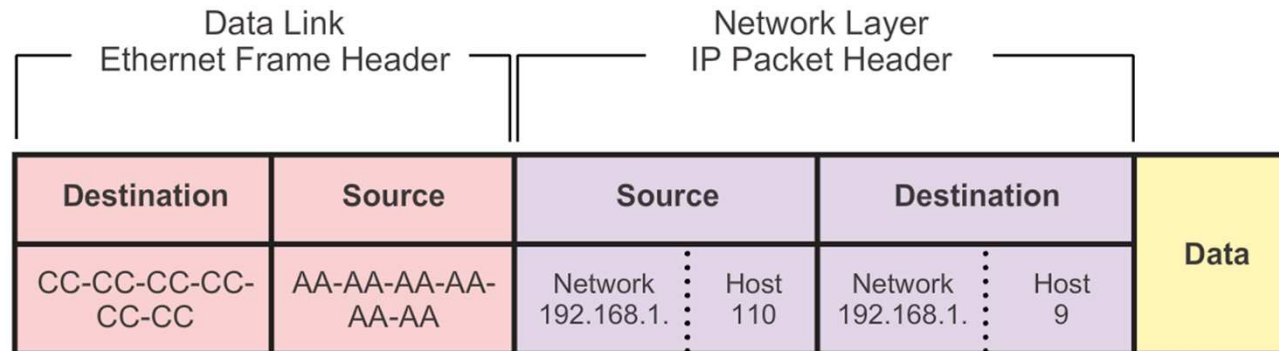 Data Link
Ethernet Frame Header
Network Layer
IP Packet Header
Destination
Source
Source
Destination
Data
CC-CC-CC-CC-
CC-CC
AA-AA-AA-AA-
AA-AA
Network
192.168.1.
Host
110
Network
192.168.1.
Host
9